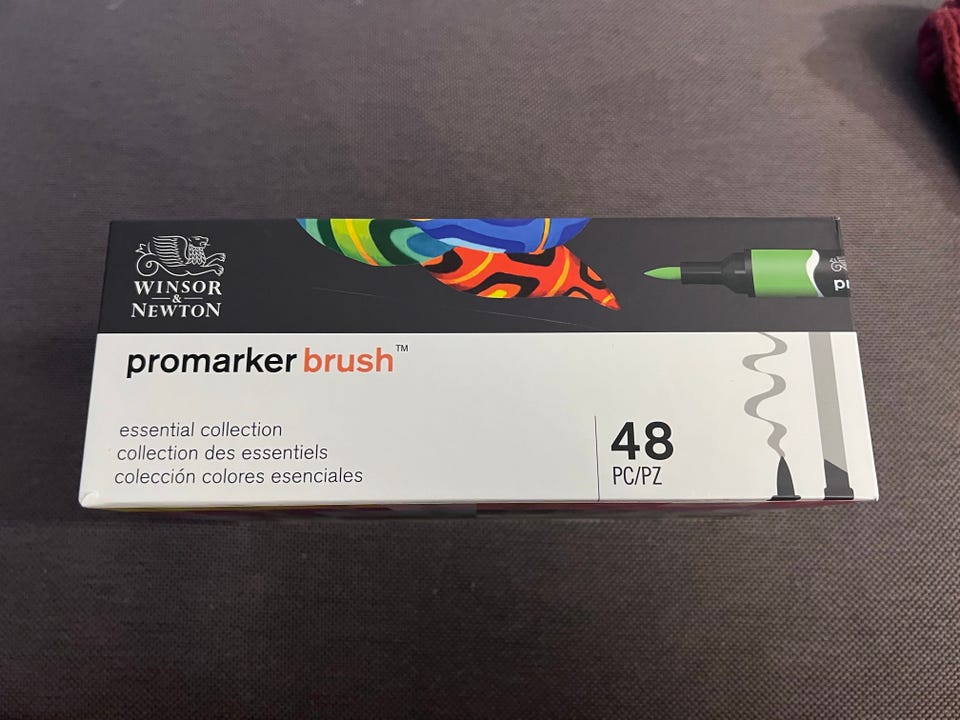 WINSOR
&
NEWTON
promarker brush™
essential collection
collection des essentiels
colección colores esenciales
48
PC/PZ